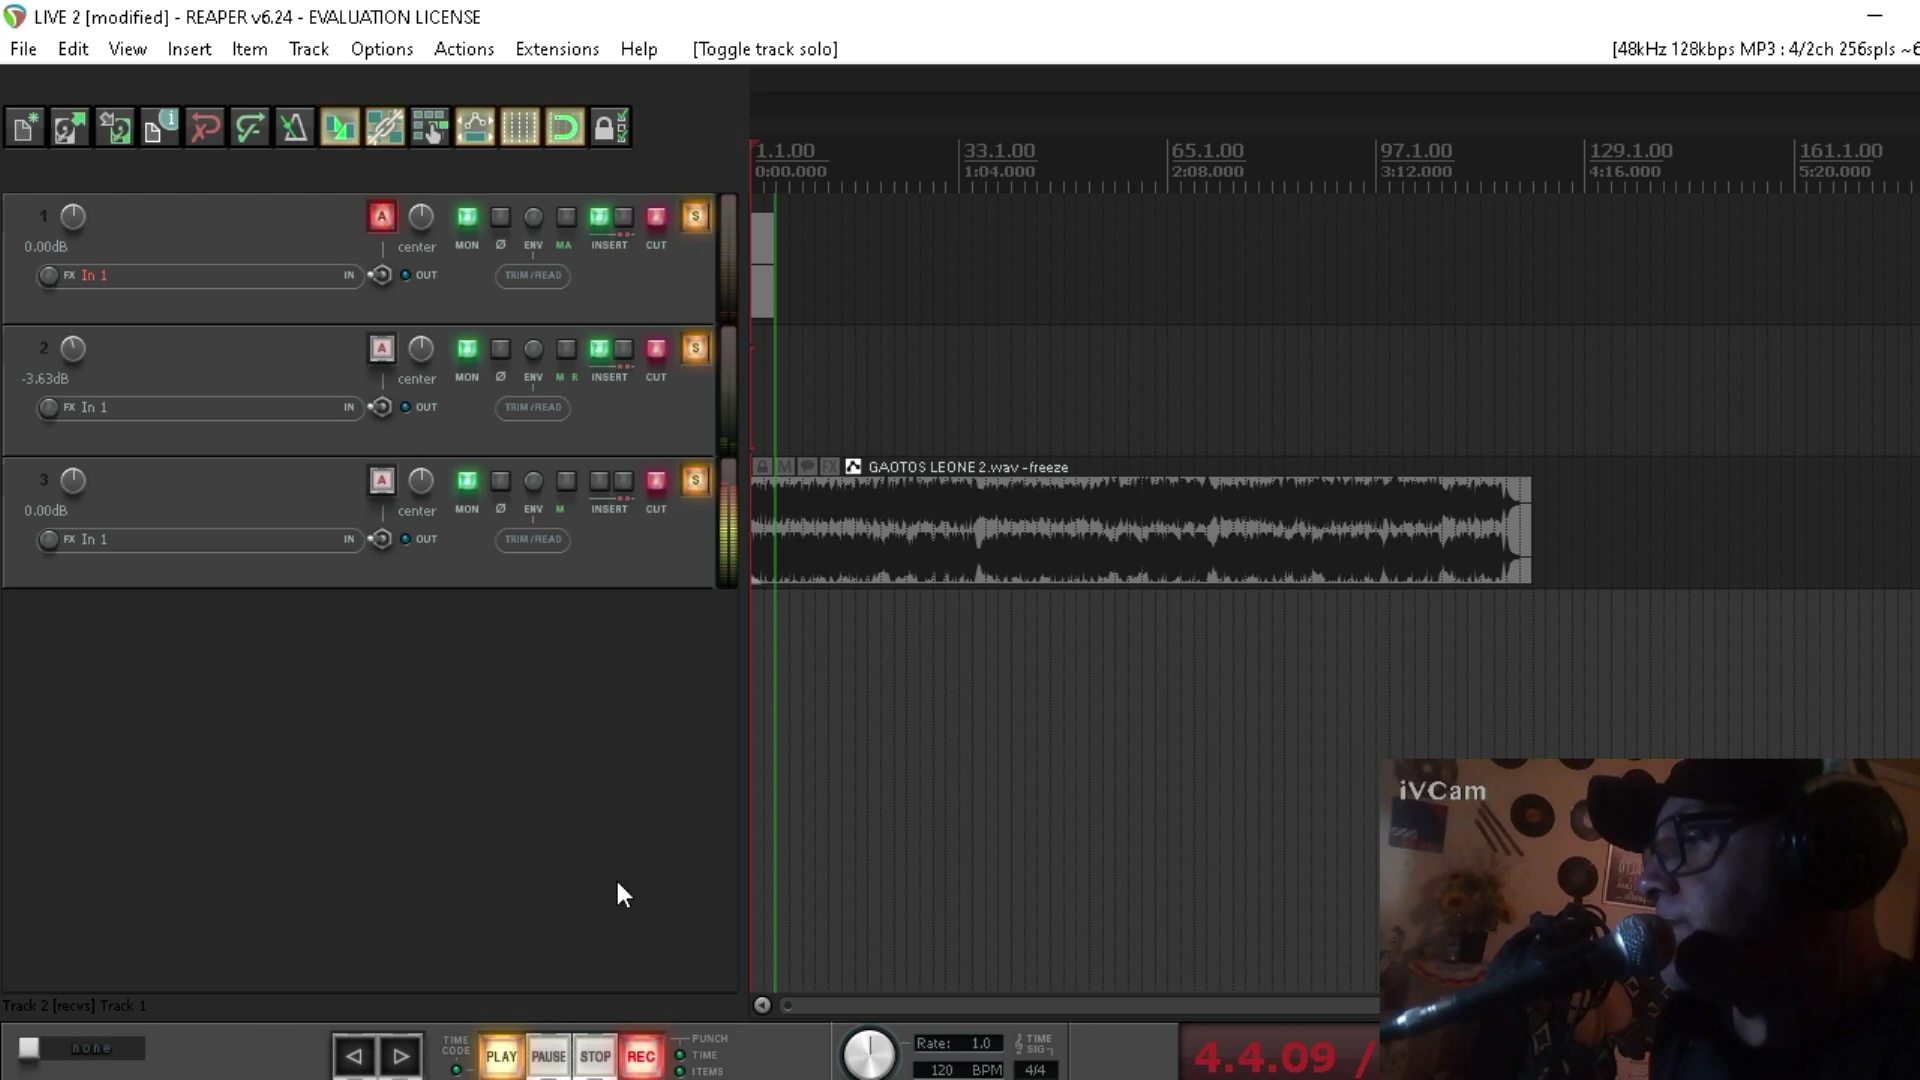 LIVE 2 [modified] - REAPER v6.24 - EVALUATION LICENSE
File Edit View Insert Item Track Options Actions Extensions Help [Toggle track solo] [48kHz 128kbps MP3 : 4/2ch 256spls ~6
1.1.00 33.1.00 65.1.00 97.1.00 129.1.00 161.1.00
0:00.000 1:04.000 2:08.000 3:12.000 4:16.000 5:20.000
1 A S
0.00dB center MON Ø ENV MA INSERT CUT
FX In 1 IN OUT TRIM/READ
2 A S
-3.63dB center MON Ø ENV M R INSERT CUT
FX In 1 IN OUT TRIM/READ
M FX GAOTOS LEONE 2.wav -freeze
3 A S
0.00dB center MON Ø ENV M INSERT CUT
FX In 1 IN OUT TRIM/READ
iVCam
Track 2 [recvs] Track 1
none
TIME CODE
PLAY PAUSE STOP REC
PUNCH
TIME
ITEMS
Rate: 1.0
120 BPM
TIME SIG
4/4
4.4.09 /